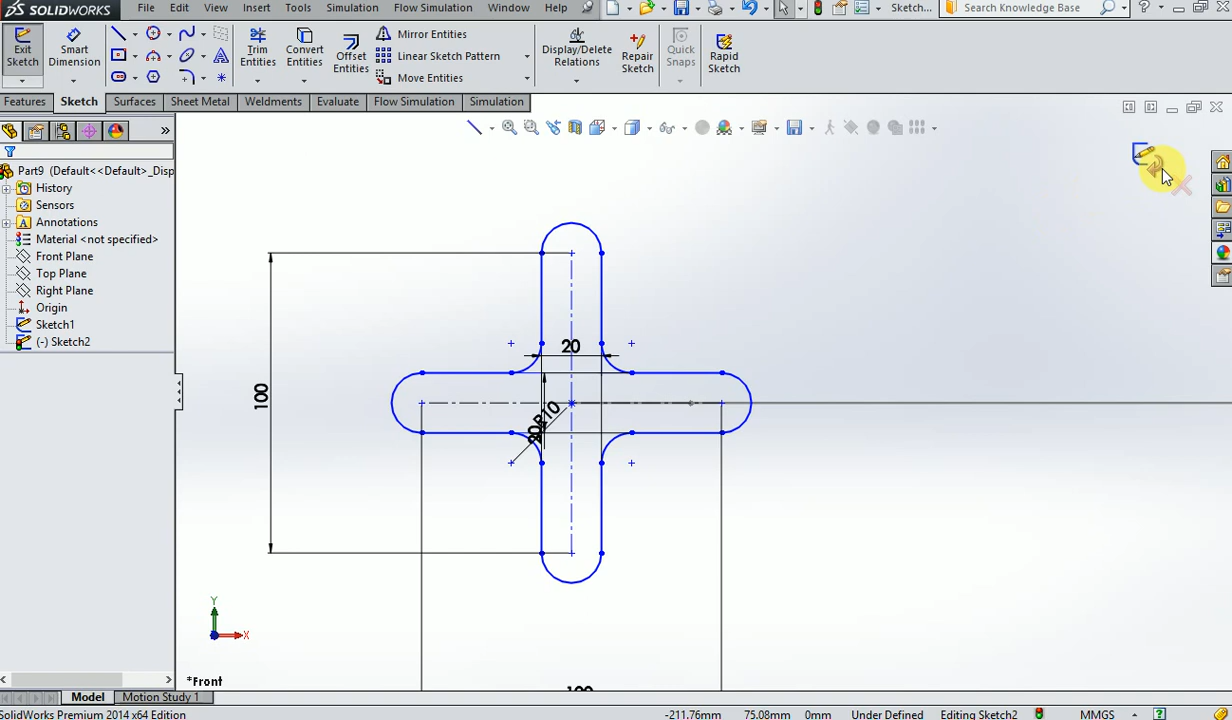 SOLIDWORKS File Edit View Insert Tools Simulation Flow Simulation Window Help Sketch... Search Knowledge Base
Exit Sketch
Smart Dimension
Trim Entities
Convert Entities
Offset Entities
Mirror Entities
Linear Sketch Pattern
Move Entities
Display/Delete Relations
Repair Sketch
Quick Snaps
Rapid Sketch
Features Sketch Surfaces Sheet Metal Weldments Evaluate Flow Simulation Simulation
Part9 (Default<<Default>_Disp
History
Sensors
Annotations
Material <not specified>
Front Plane
Top Plane
Right Plane
Origin
Sketch1
(-) Sketch2
20
100
R10
20
100
Y
X
*Front
Model Motion Study 1
SolidWorks Premium 2014 x64 Edition -211.76mm 75.08mm 0mm Under Defined Editing Sketch2 MMGS